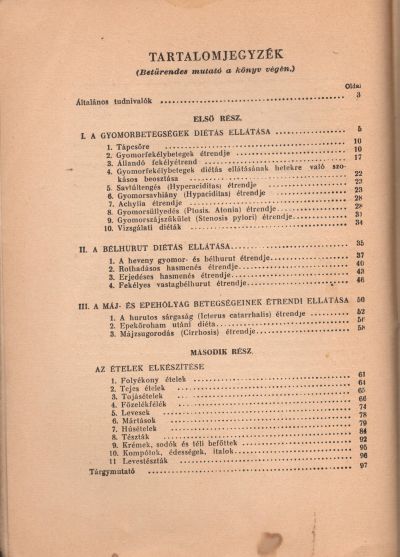 TARTALOMJEGYZÉK
(Betűrendes mutató a könyv végén.)
Oldal
Általános tudnivalók 3
ELSŐ RÉSZ.
I. A GYOMORBETEGSÉGEK DIÉTÁS ELLÁTÁSA 5
1. Tápcsőre 10
2. Gyomorfekélybetegek étrendje 10
3. Állandó fekélyétrend 17
4. Gyomorfekélybetegek diétás ellátásának hetekre való szo-
kásos beosztása 22
5. Savtúltengés (Hyperaciditas) étrendje 23
6. Gyomorsavhiány (Hypaciditas) étrendje 23
7. Achylia étrendje 28
8. Gyomorsüllyedés (Ptosis. Atonia) étrendje 28
9. Gyomorszájszűkület (Stenosis pylori) étrendje 31
10. Vizsgálati diéták 34
II. A BÉLHURUT DIÉTÁS ELLÁTÁSA 35
1. A heveny gyomor- és bélhurut étrendje 37
2. Rothadásos hasmenés étrendje 40
3. Erjedéses hasmenés étrendje 43
4. Fekélyes vastagbélhurut étrendje 46
III. A MÁJ- ÉS EPEHÓLYAG BETEGSÉGEINEK ÉTRENDI ELLÁTÁSA 50
1. A hurutos sárgaság (Icterus catarrhalis) étrendje 52
2. Epekőroham utáni diéta 56
3. Májzsugorodás (Cirrhosis) étrendje 58
MÁSODIK RÉSZ.
AZ ÉTELEK ELKÉSZÍTÉSE
1. Folyékony ételek 61
2. Tejes ételek 64
3. Tojásételek 65
4. Főzelékfélék 66
5. Levesek 74
6. Mártások 78
7. Húsételek 79
8. Tészták 84
9. Krémek, sodók és téli befőttek 92
10. Kompótok, édességek, italok 95
11 Levestészták 96
Tárgymutató 97